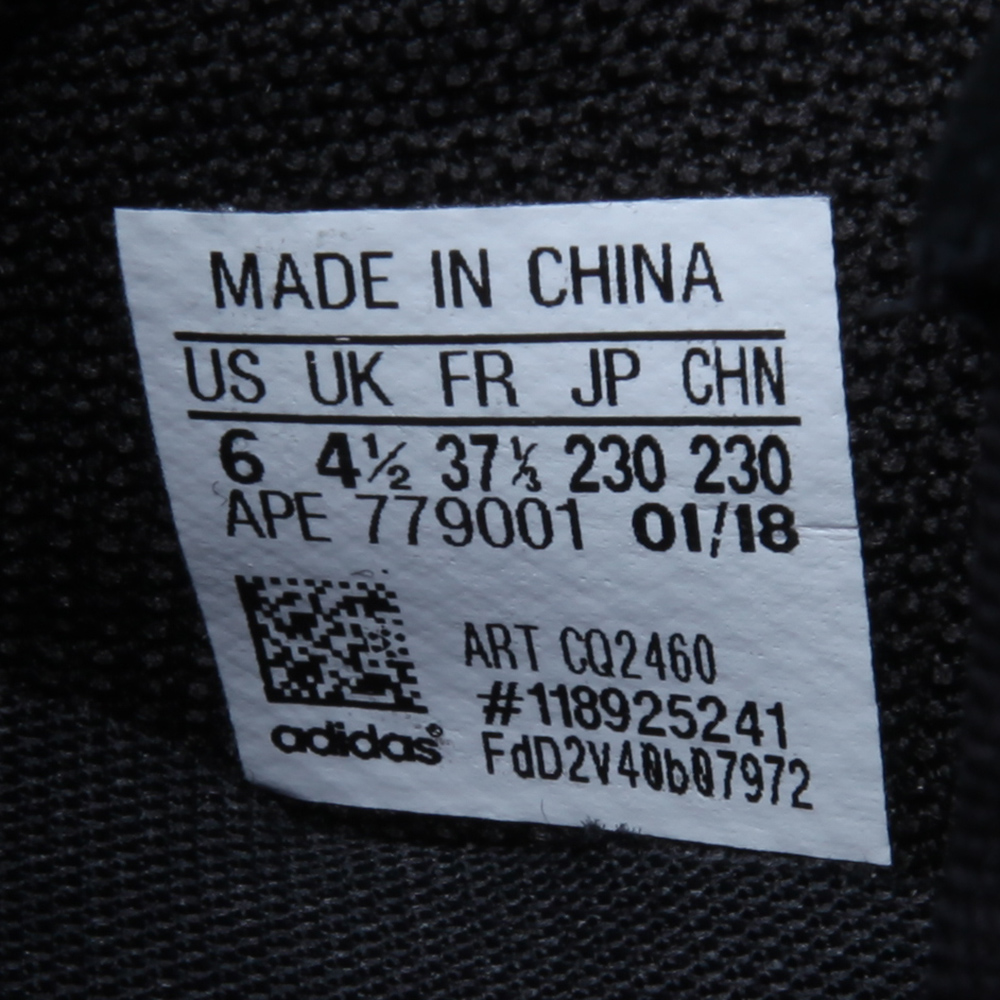 MADE IN CHINA
US UK FR JP CHN
6 4½ 37⅓ 230 230
APE 779001 01/18
ART CQ2460
#118925241
adidas®
FdD2V40b07972